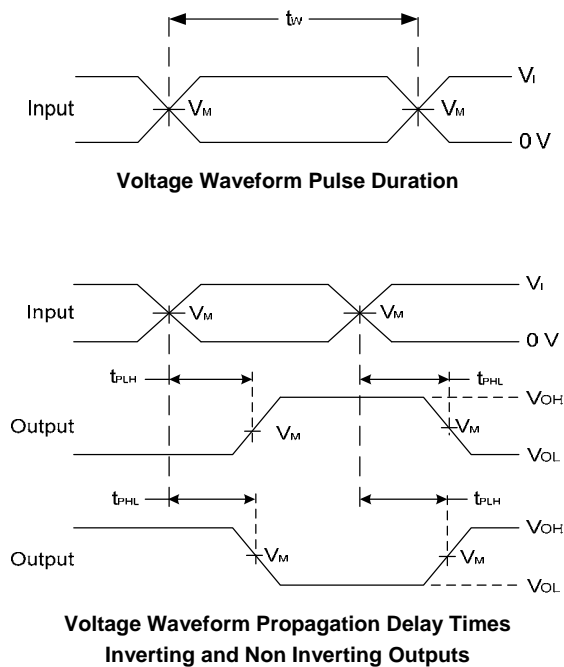 tW
VI
Input
VM
VM
0 V
Voltage Waveform Pulse Duration
VI
Input
VM
VM
0 V
tPLH
tPHL
VOH
Output
VM
VM
VOL
tPHL
tPLH
VOH
Output
VM
VM
VOL
Voltage Waveform Propagation Delay Times
Inverting and Non Inverting Outputs